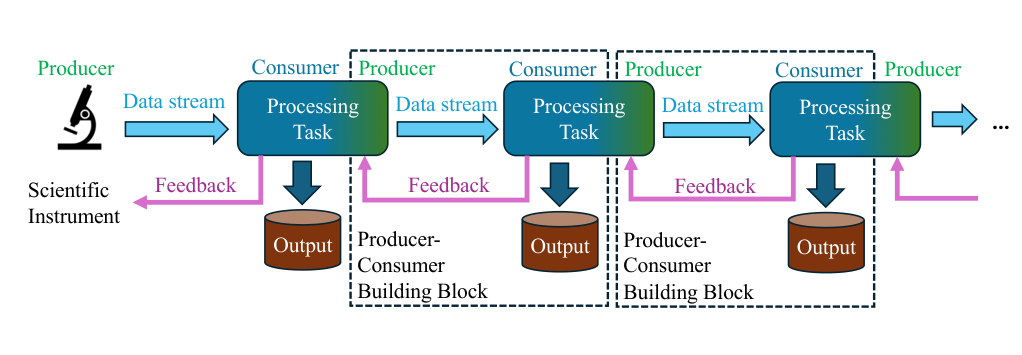 Producer
Consumer
Producer
Consumer
Producer
Consumer
Producer
Data stream
Processing
Task
Data stream
Processing
Task
Data stream
Processing
Task
...
Scientific
Instrument
Feedback
Feedback
Feedback
Output
Output
Output
Producer-
Consumer
Building Block
Producer-
Consumer
Building Block